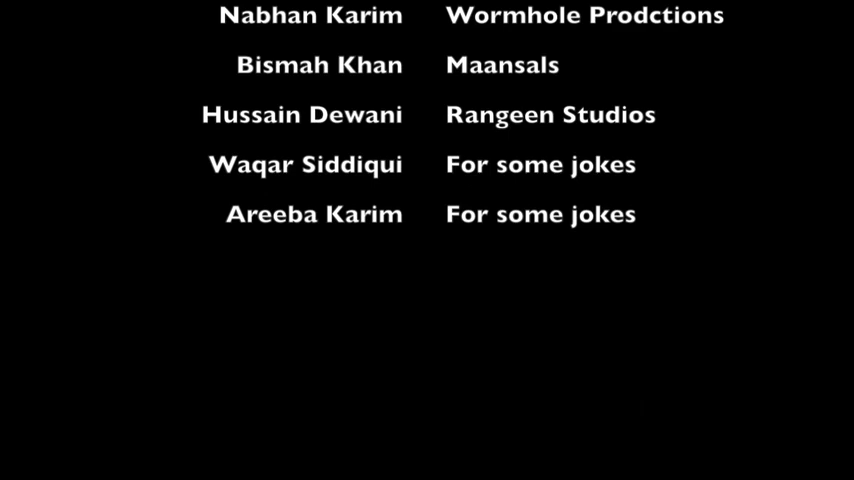 Nabhan Karim Wormhole Prodctions
Bismah Khan Maansals
Hussain Dewani Rangeen Studios
Waqar Siddiqui For some jokes
Areeba Karim For some jokes